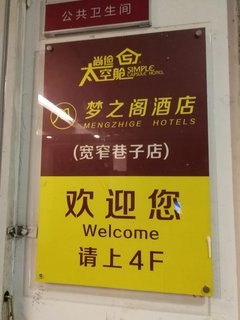 公共卫生间
尚俭
太空舱
SIMPLE
CAPSULE HOTEL
梦之阁酒店
MENGZHIGE HOTELS
(宽窄巷子店)
欢迎您
Welcome
请上4F